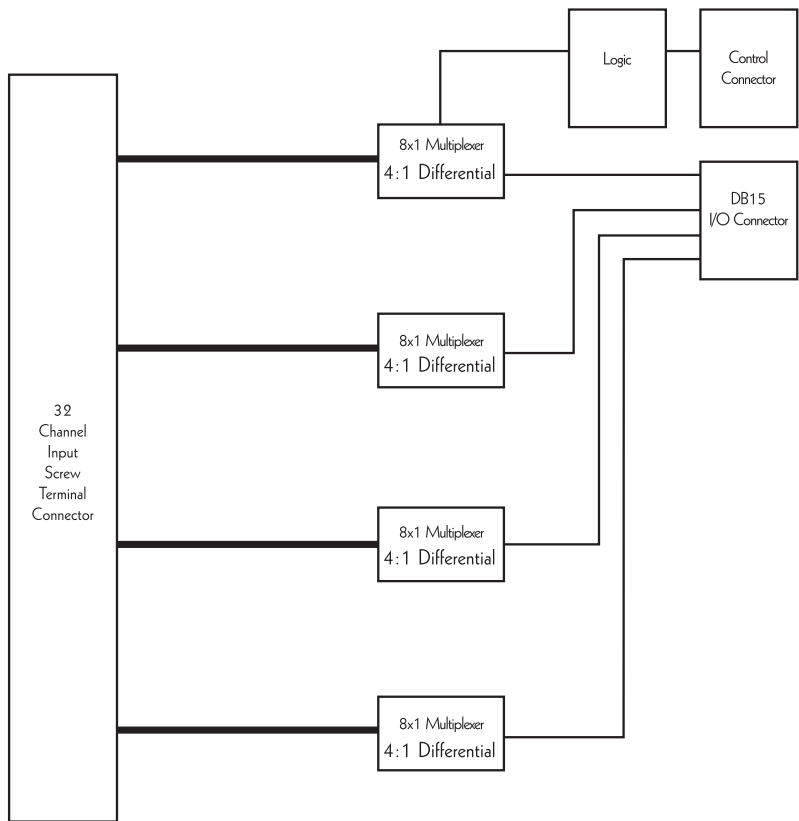 Logic
Control
Connector
8x1 Multiplexer
4:1 Differential
DB15
I/O Connector
8x1 Multiplexer
4:1 Differential
32
Channel
Input
Screw
Terminal
Connector
8x1 Multiplexer
4:1 Differential
8x1 Multiplexer
4:1 Differential